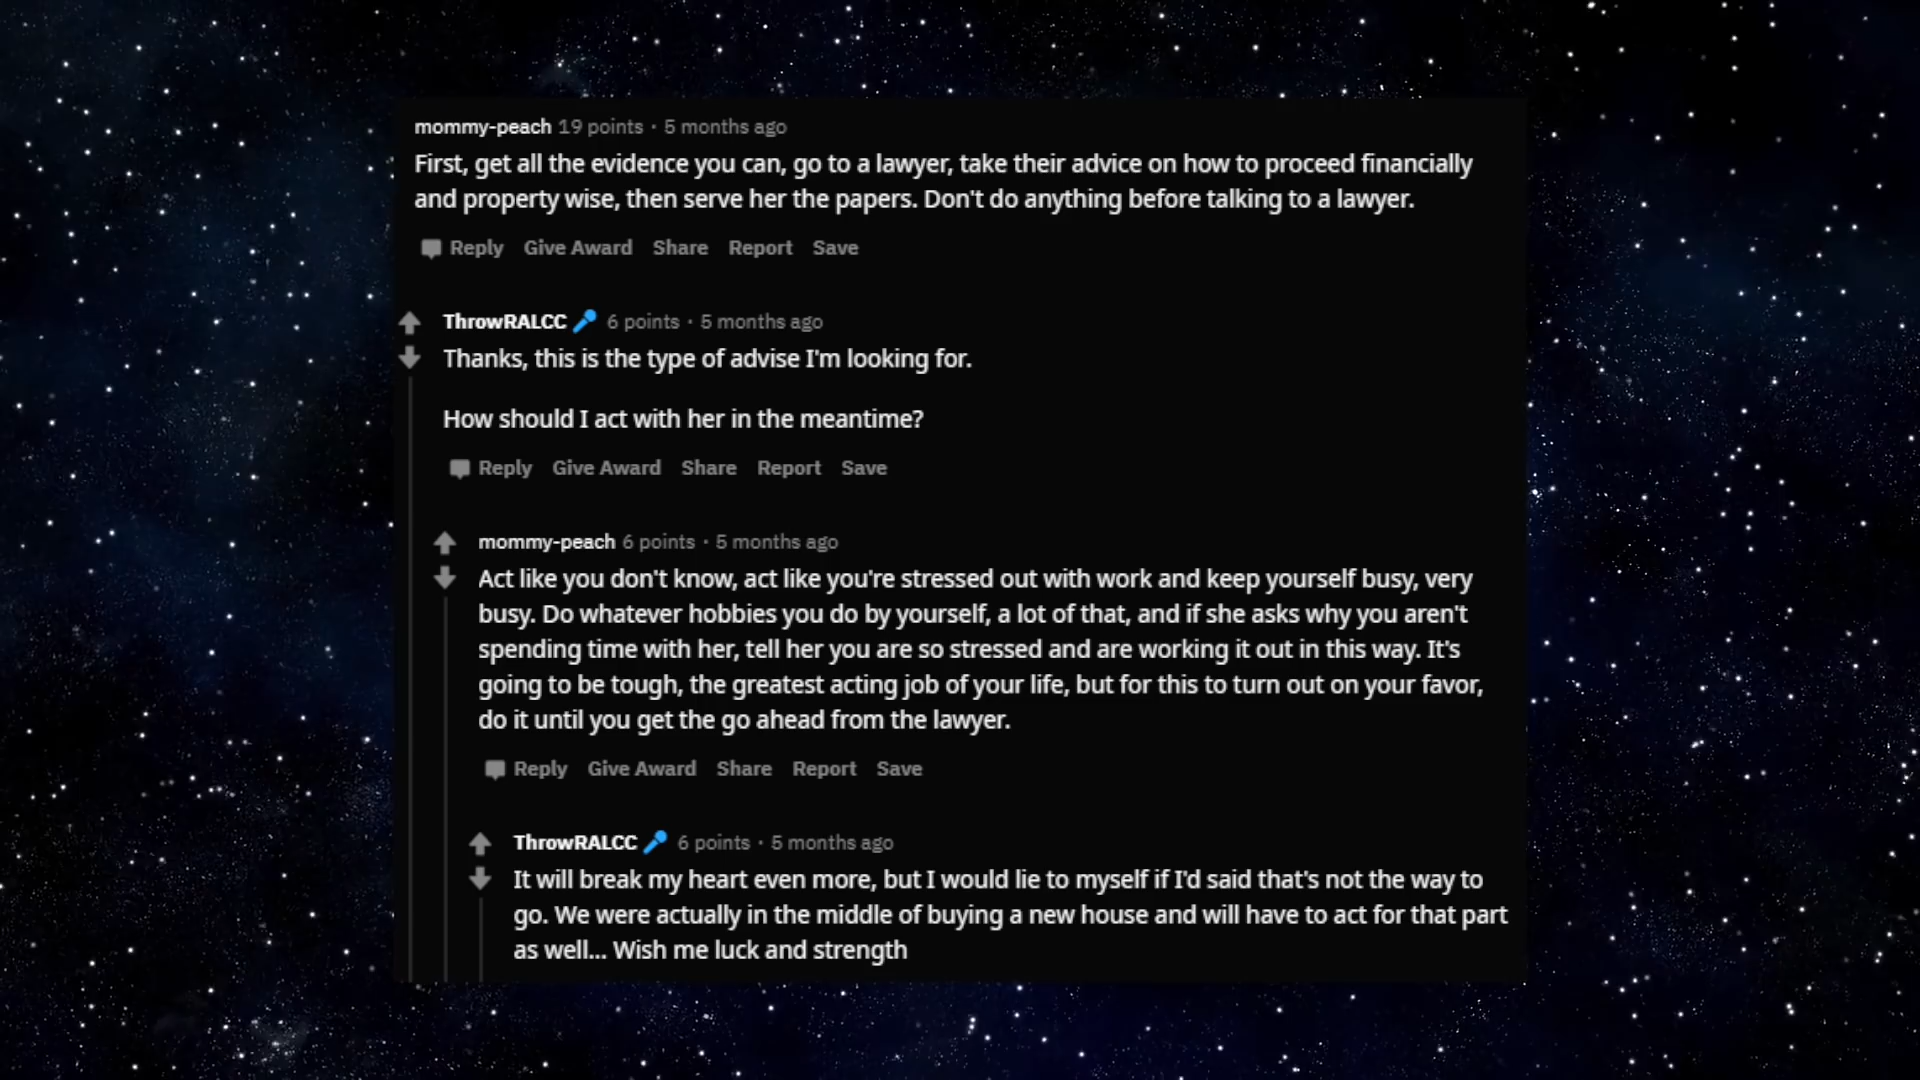 mommy-peach 19 points · 5 months ago
First, get all the evidence you can, go to a lawyer, take their advice on how to proceed financially
and property wise, then serve her the papers. Don't do anything before talking to a lawyer.
Reply Give Award Share Report Save
ThrowRALCC 6 points · 5 months ago
Thanks, this is the type of advise I'm looking for.
How should I act with her in the meantime?
Reply Give Award Share Report Save
mommy-peach 6 points · 5 months ago
Act like you don't know, act like you're stressed out with work and keep yourself busy, very
busy. Do whatever hobbies you do by yourself, a lot of that, and if she asks why you aren't
spending time with her, tell her you are so stressed and are working it out in this way. It's
going to be tough, the greatest acting job of your life, but for this to turn out on your favor,
do it until you get the go ahead from the lawyer.
Reply Give Award Share Report Save
ThrowRALCC 6 points · 5 months ago
It will break my heart even more, but I would lie to myself if I'd said that's not the way to
go. We were actually in the middle of buying a new house and will have to act for that part
as well... Wish me luck and strength